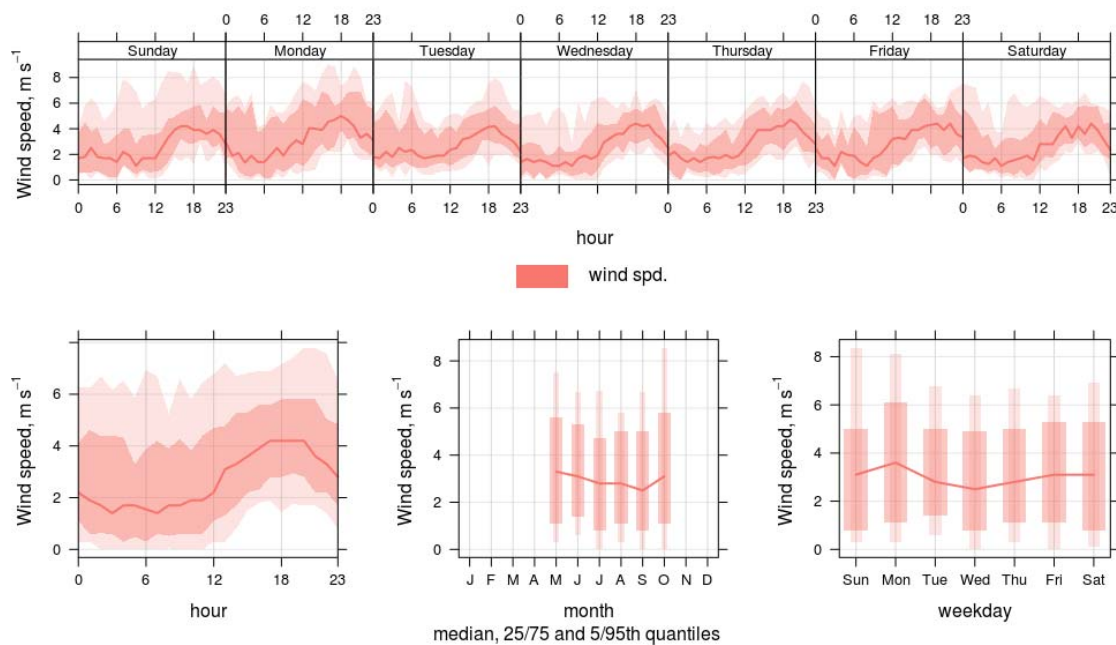 0 6 12 18 23 0 6 12 18 23 0 6 12 18 23
Sunday Monday Tuesday Wednesday Thursday Friday Saturday
Wind speed, m s⁻¹
8
6
4
2
0
0 6 12 18 23 0 6 12 18 23 0 6 12 18 23 0 6 12 18 23
hour
wind spd.
Wind speed, m s⁻¹
6
4
2
0
0 6 12 18 23
hour
Wind speed, m s⁻¹
8
6
4
2
0
J F M A M J J A S O N D
month
median, 25/75 and 5/95th quantiles
Wind speed, m s⁻¹
8
6
4
2
0
Sun Mon Tue Wed Thu Fri Sat
weekday